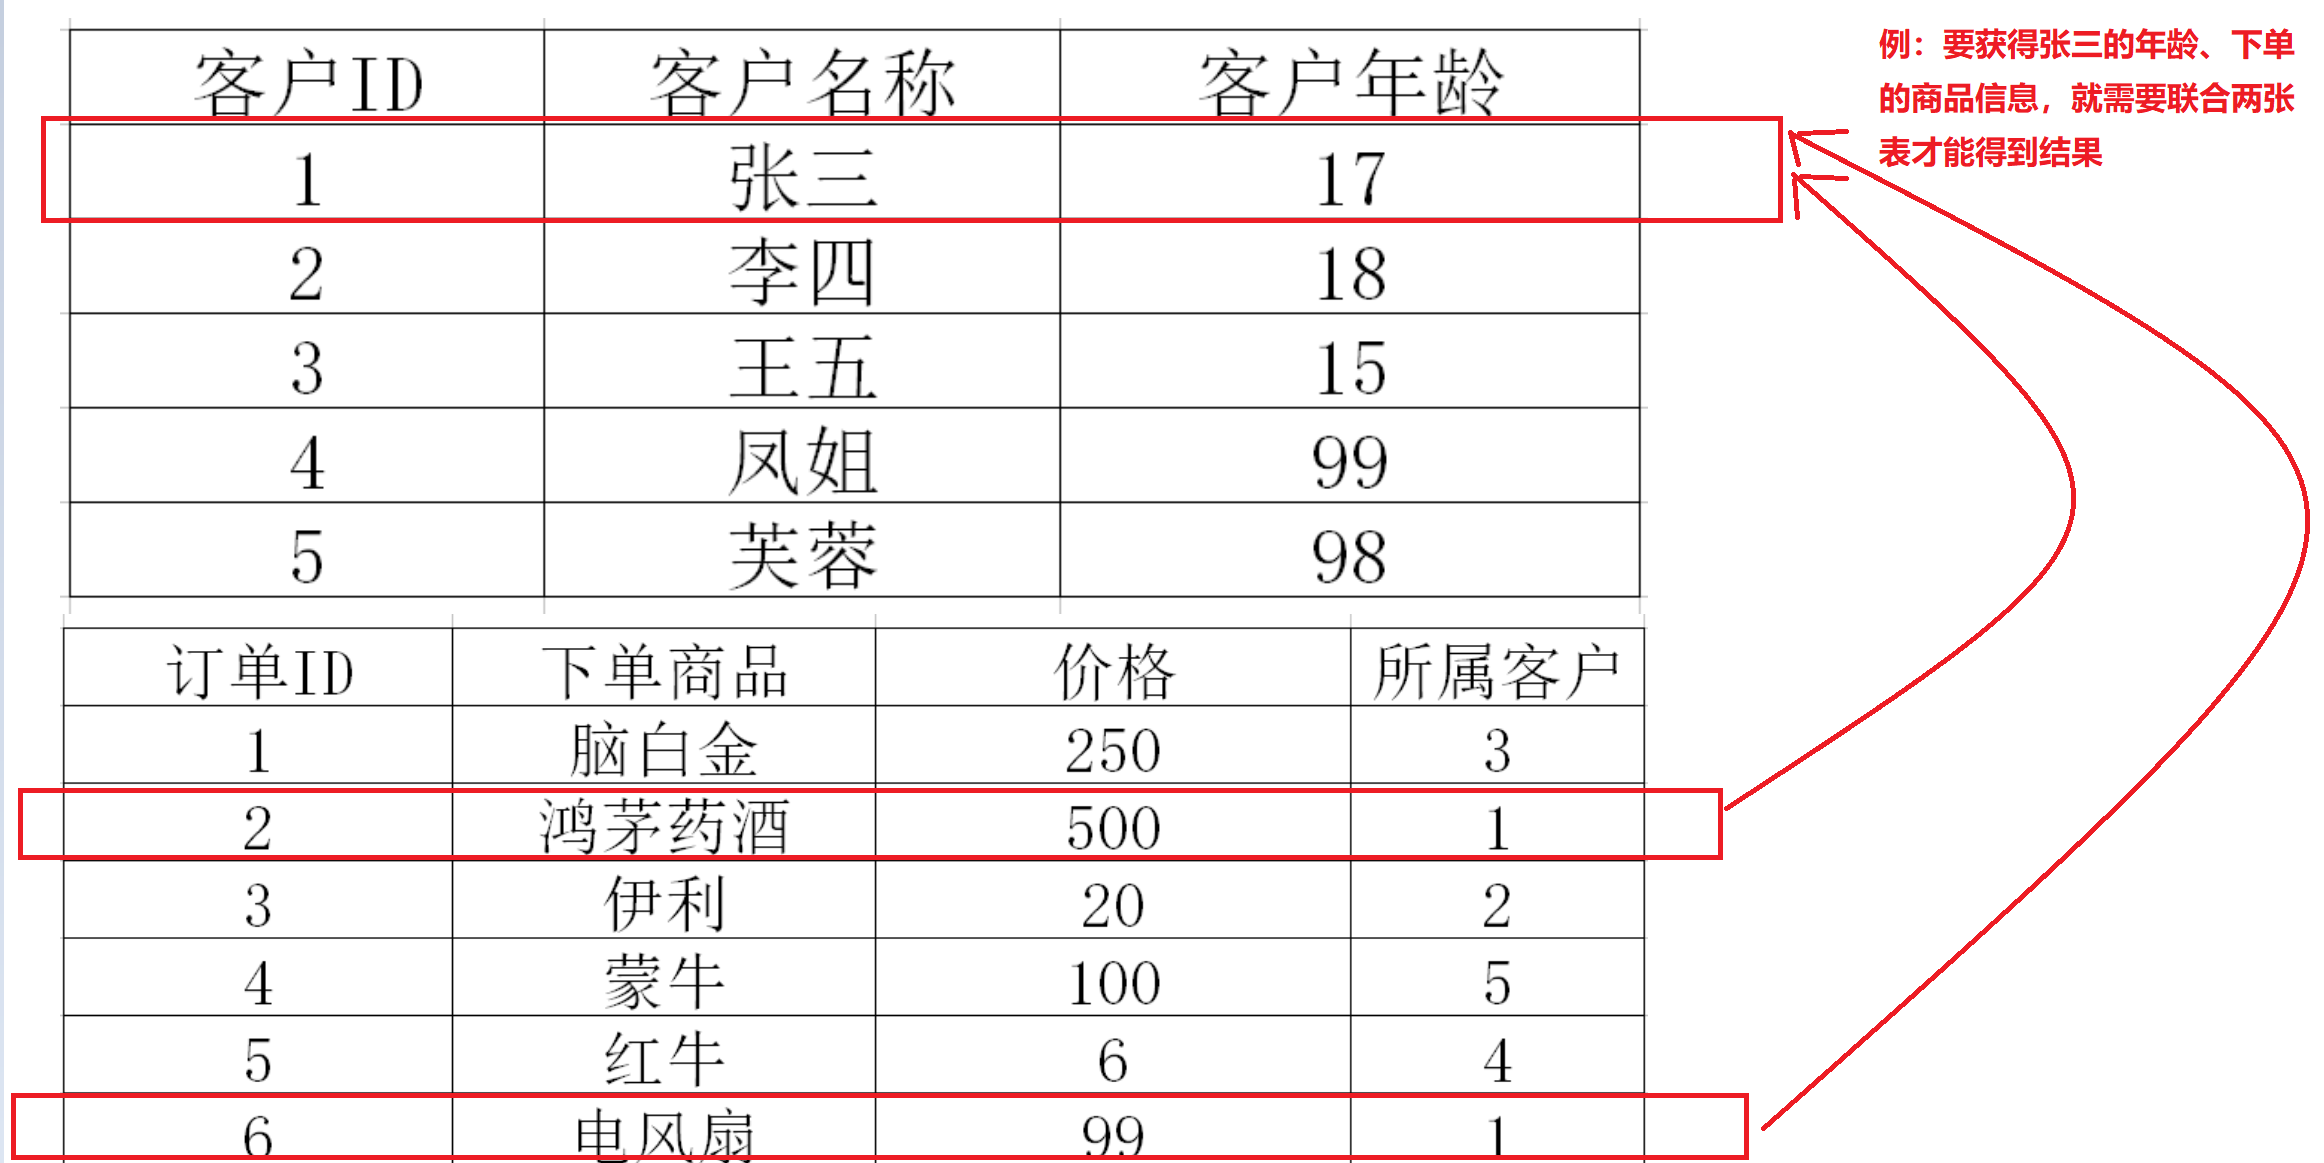 客户ID 客户名称 客户年龄
1 张三 17
2 李四 18
3 王五 15
4 凤姐 99
5 芙蓉 98
例：要获得张三的年龄、下单
的商品信息，就需要联合两张
表才能得到结果
订单ID 下单商品 价格 所属客户
1 脑白金 250 3
2 鸿茅药酒 500 1
3 伊利 20 2
4 蒙牛 100 5
5 红牛 6 4
6 电风扇 99 1